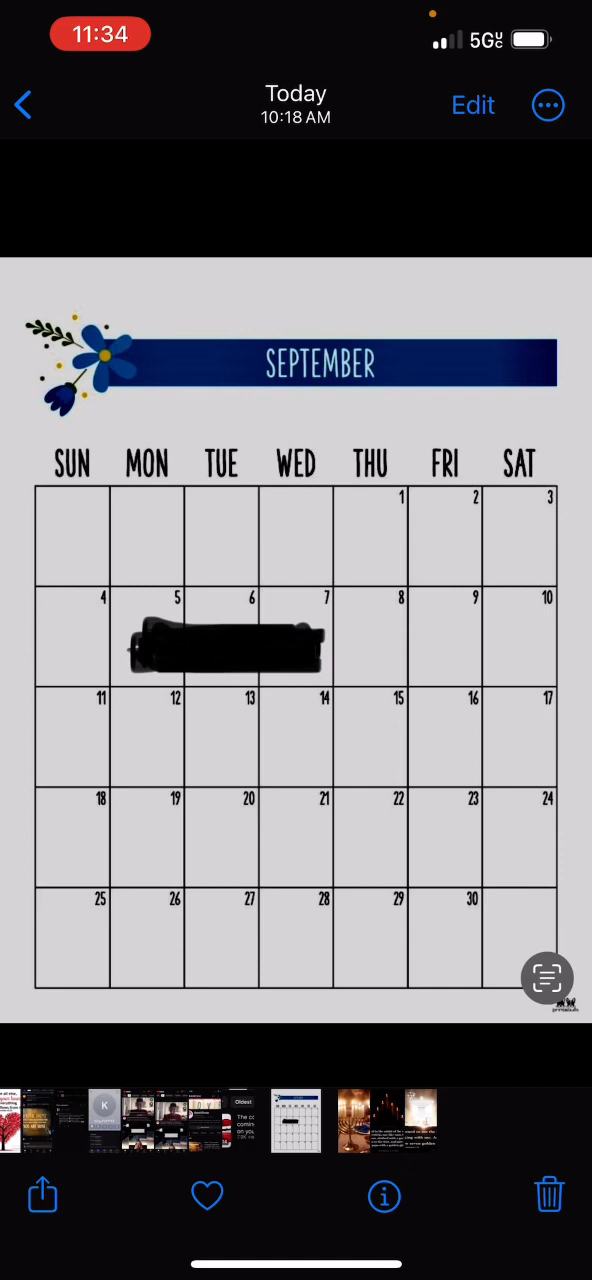 11:34
5G UC
Today
10:18 AM
Edit
SEPTEMBER
SUN MON TUE WED THU FRI SAT
1 2 3
4 5 6 7 8 9 10
11 12 13 14 15 16 17
18 19 20 21 22 23 24
25 26 27 28 29 30
K
Oldest